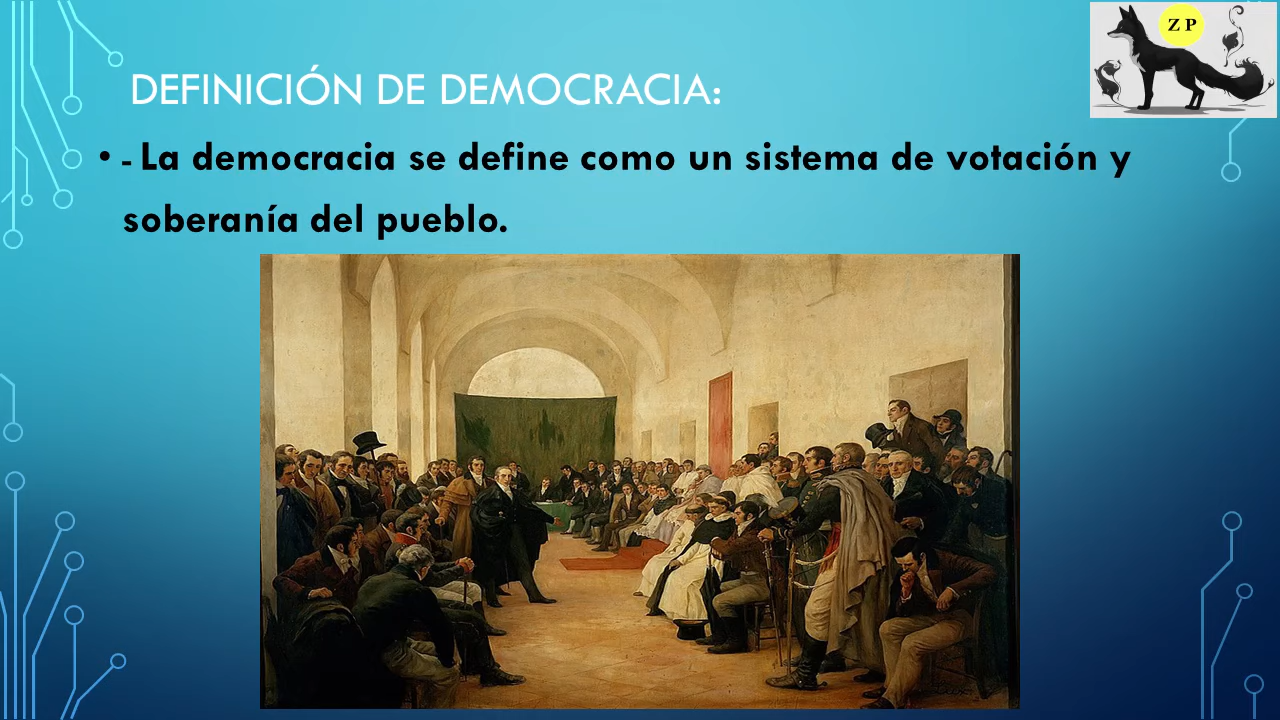 Z P
DEFINICIÓN DE DEMOCRACIA:
• - La democracia se define como un sistema de votación y
soberanía del pueblo.